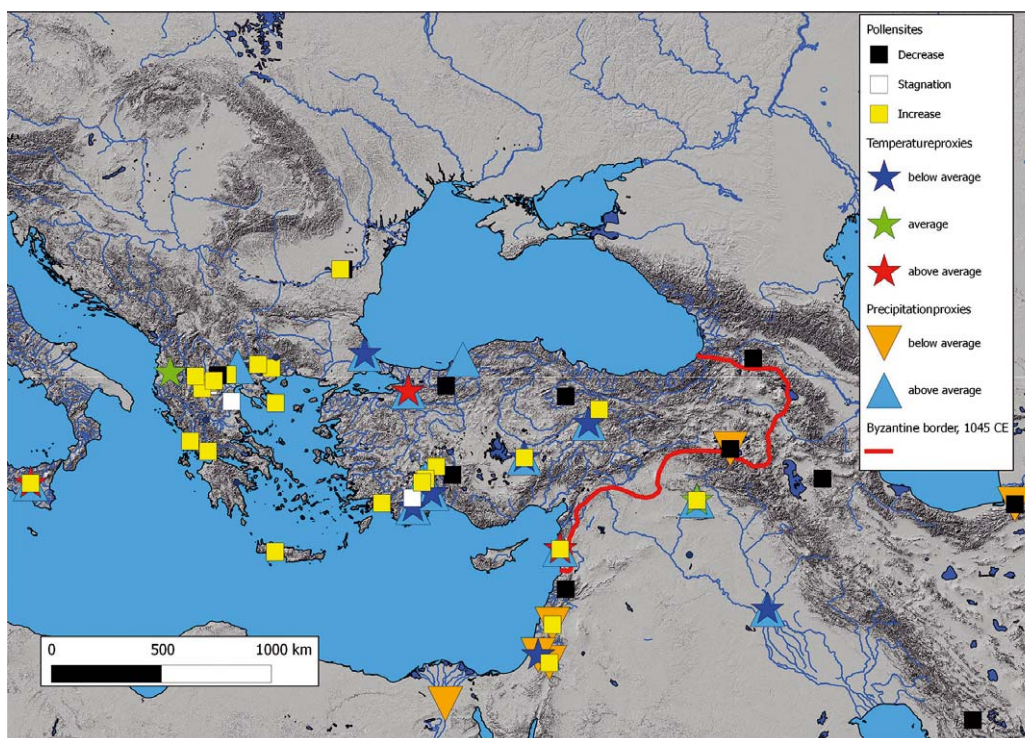 Pollensites
Decrease
Stagnation
Increase
Temperatureproxies
below average
average
above average
Precipitationproxies
below average
above average
Byzantine border, 1045 CE
0 500 1000 km